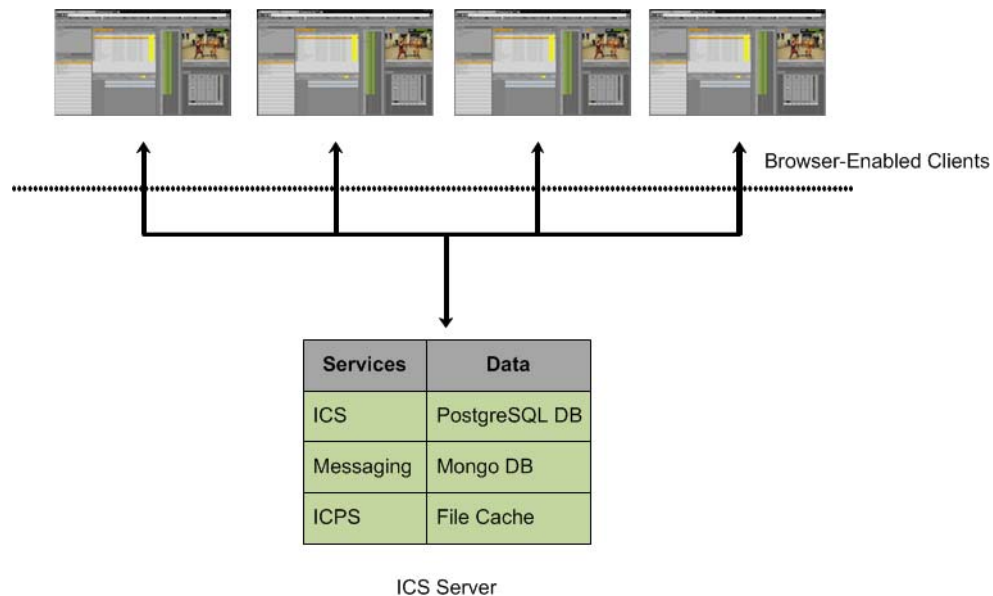 Browser-Enabled Clients
Services Data
ICS PostgreSQL DB
Messaging Mongo DB
ICPS File Cache
ICS Server